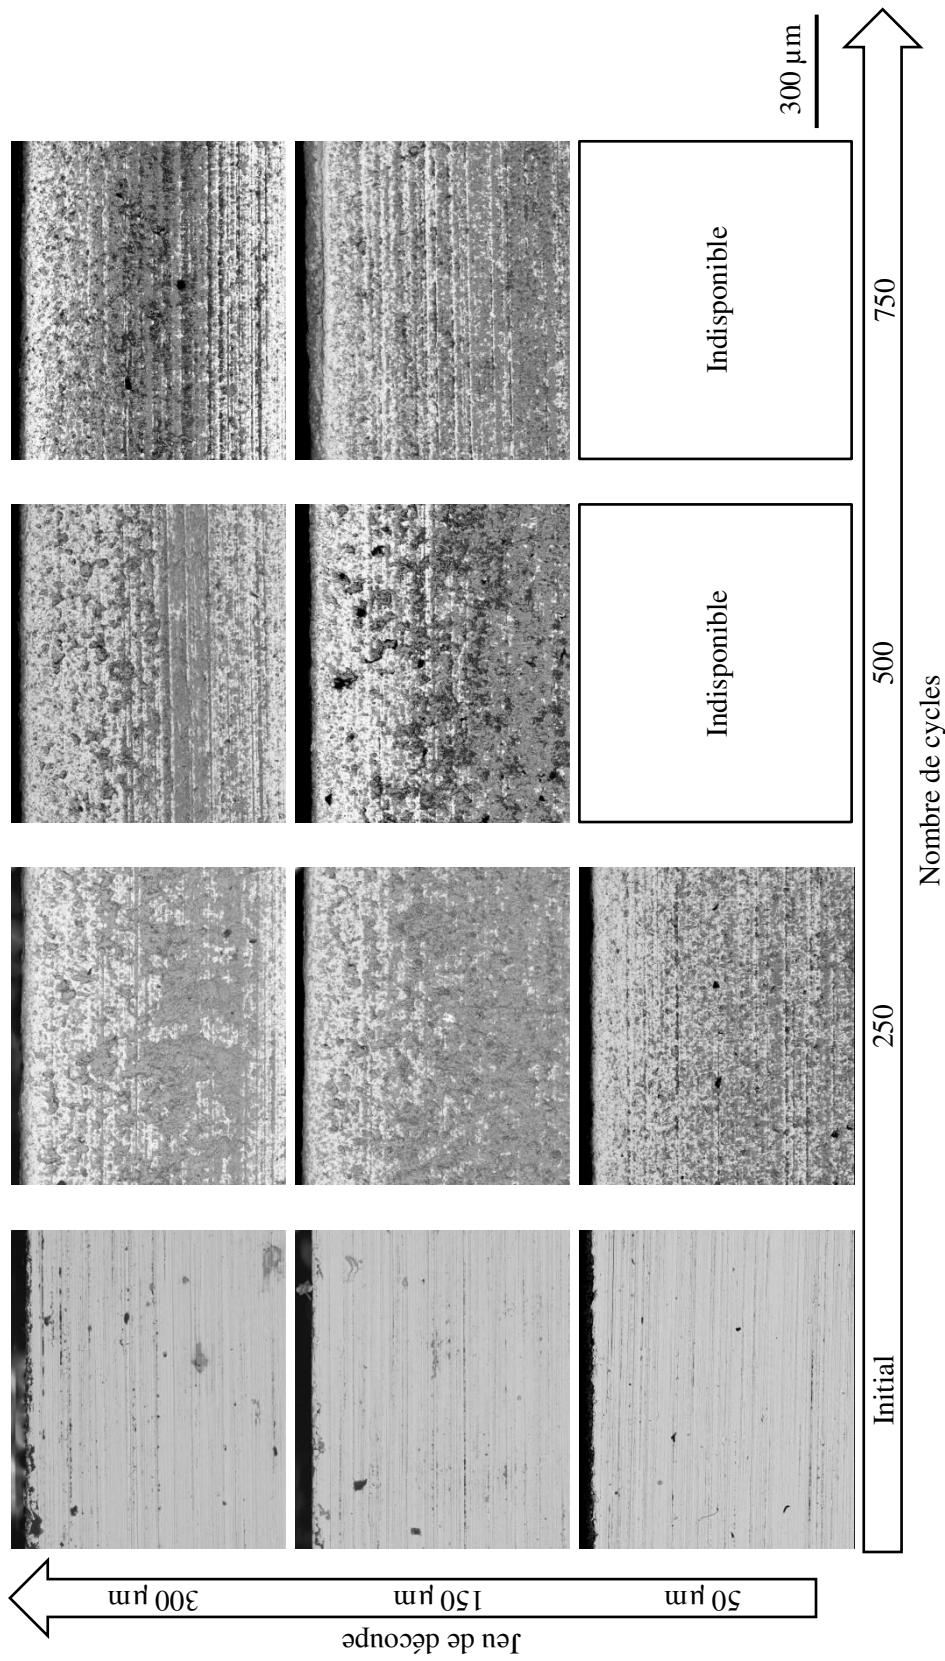 300 µm
Indisponible
Indisponible
Initial
250
500
750
Nombre de cycles
300 µm
150 µm
50 µm
Jeu de découpe